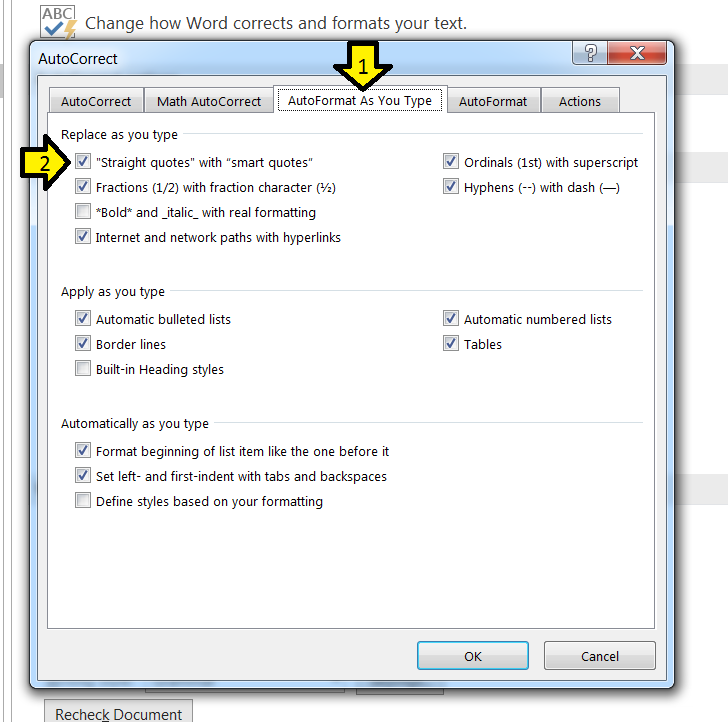 ABC
Change how Word corrects and formats your text.
AutoCorrect
?
1
AutoCorrect Math AutoCorrect AutoFormat As You Type AutoFormat Actions
Replace as you type
2
"Straight quotes" with “smart quotes” Ordinals (1st) with superscript
Fractions (1/2) with fraction character (½) Hyphens (--) with dash (—)
*Bold* and _italic_ with real formatting
Internet and network paths with hyperlinks
Apply as you type
Automatic bulleted lists Automatic numbered lists
Border lines Tables
Built-in Heading styles
Automatically as you type
Format beginning of list item like the one before it
Set left- and first-indent with tabs and backspaces
Define styles based on your formatting
OK Cancel
Recheck Document